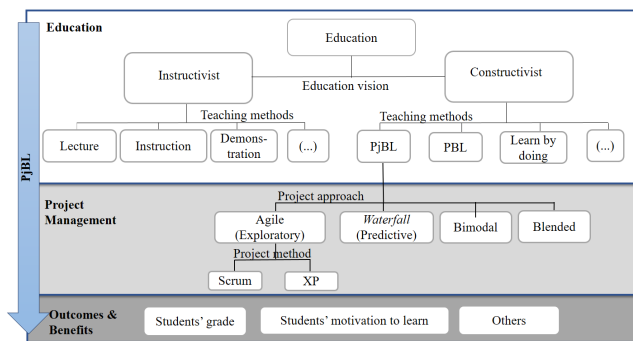 Education
Education
Instructivist
Constructivist
Education vision
Teaching methods
Teaching methods
Lecture
Instruction
Demons-
tration
(...)
PjBL
PBL
Learn by
doing
(...)
PjBL
Project
Management
Project approach
Agile
(Exploratory)
Waterfall
(Predictive)
Bimodal
Blended
Project method
Scrum
XP
Outcomes &
Benefits
Students' grade
Students' motivation to learn
Others